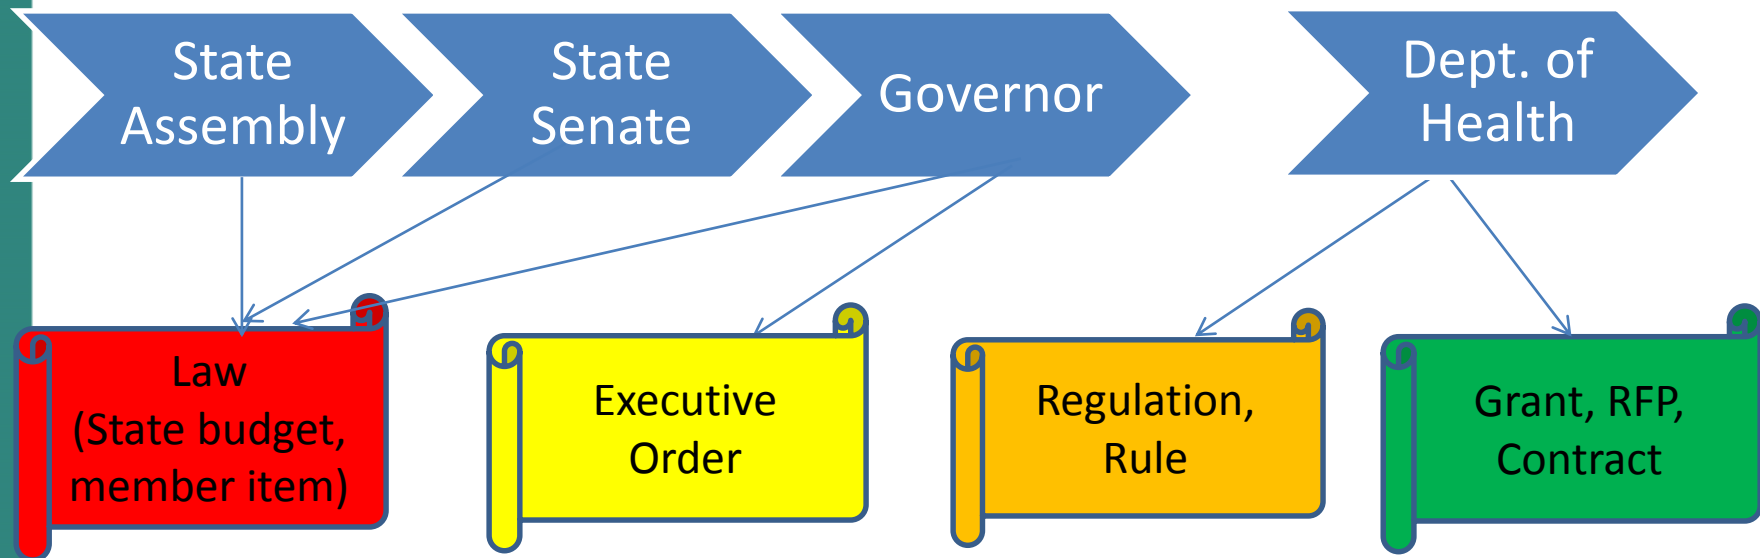 State
Assembly
State
Senate
Governor
Dept. of
Health
Law
(State budget,
member item)
Executive
Order
Regulation,
Rule
Grant, RFP,
Contract